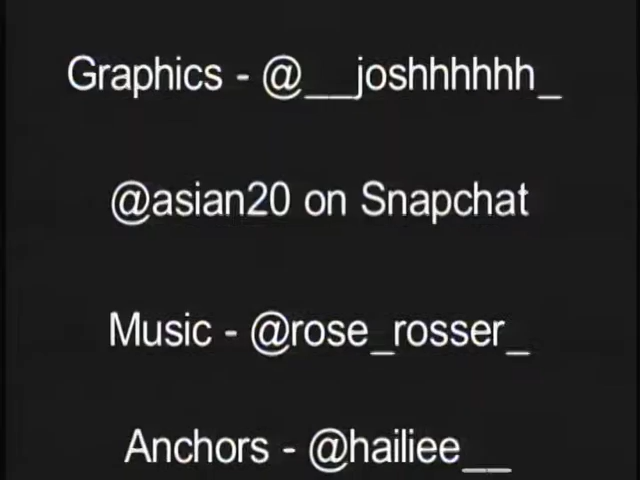 Graphics - @__joshhhhhh_
@asian20 on Snapchat
Music - @rose_rosser_
Anchors - @hailiee__